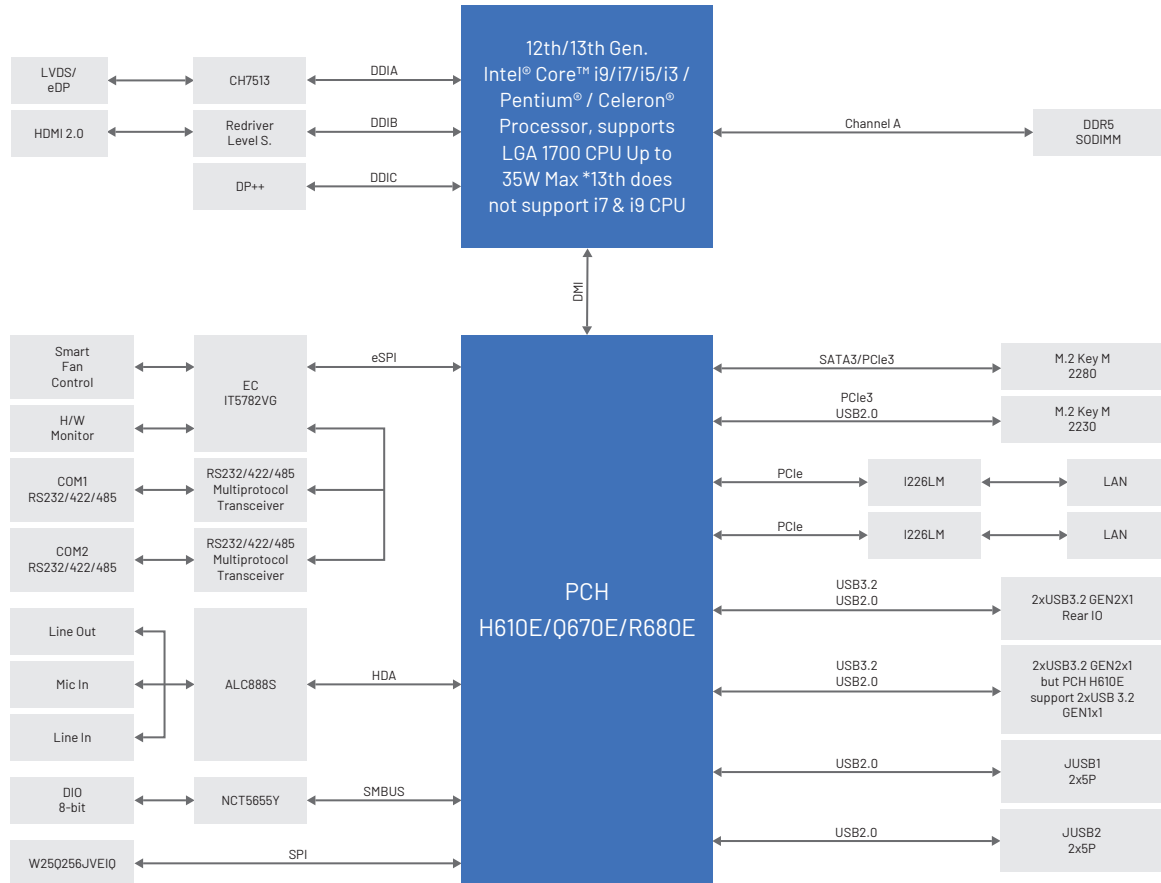 12th/13th Gen.
Intel® Core™ i9/i7/i5/i3 /
Pentium® / Celeron®
Processor, supports
LGA 1700 CPU Up to
35W Max *13th does
not support i7 & i9 CPU
LVDS/
eDP
CH7513
DDIA
HDMI 2.0
Redriver
Level S.
DDIB
DP++
DDIC
Channel A
DDR5
SODIMM
DMI
PCH
H610E/Q670E/R680E
Smart
Fan
Control
H/W
Monitor
EC
IT5782VG
eSPI
COM1
RS232/422/485
RS232/422/485
Multiprotocol
Transceiver
COM2
RS232/422/485
RS232/422/485
Multiprotocol
Transceiver
Line Out
Mic In
Line In
ALC888S
HDA
DIO
8-bit
NCT5655Y
SMBUS
W25Q256JVEIQ
SPI
SATA3/PCIe3
M.2 Key M
2280
PCIe3
USB2.0
M.2 Key M
2230
PCIe
I226LM
LAN
PCIe
I226LM
LAN
USB3.2
USB2.0
2xUSB3.2 GEN2X1
Rear IO
USB3.2
USB2.0
2xUSB3.2 GEN2x1
but PCH H610E
support 2xUSB 3.2
GEN1x1
USB2.0
JUSB1
2x5P
USB2.0
JUSB2
2x5P